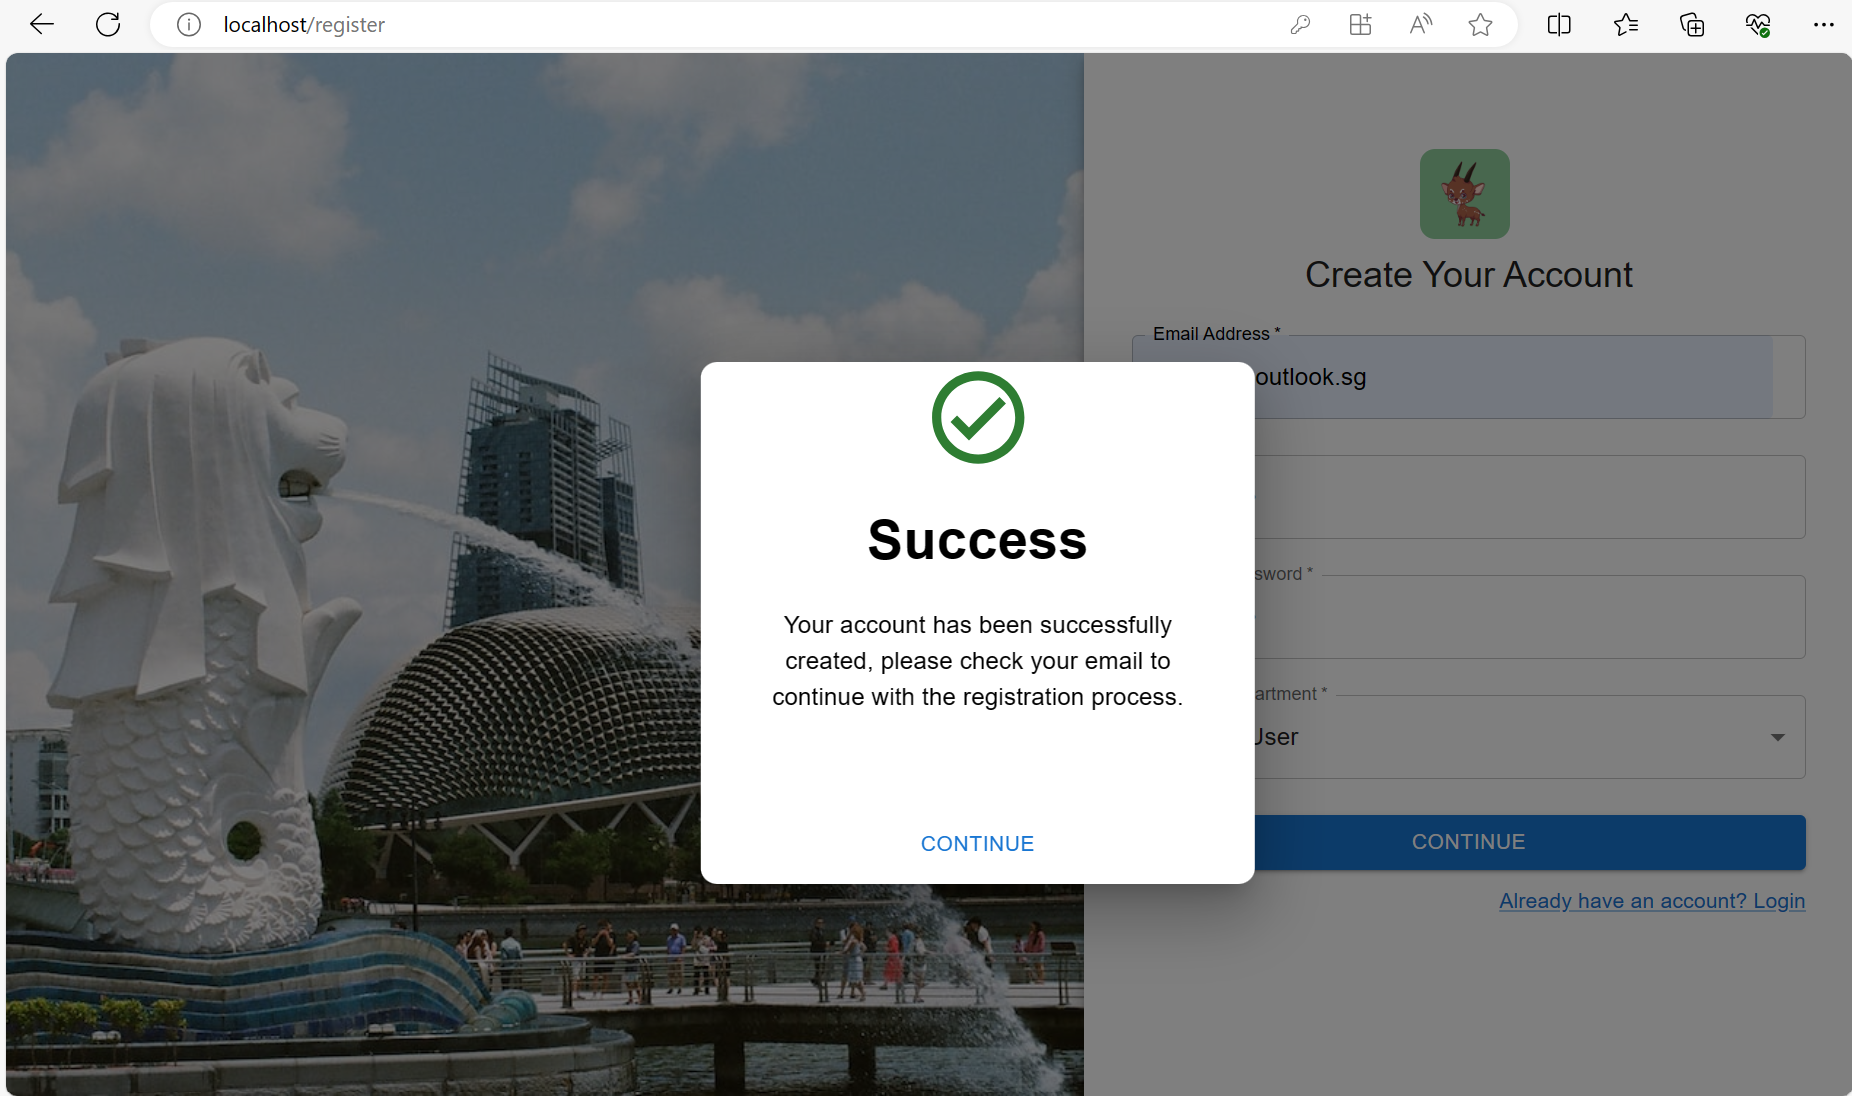 localhost/register
Create Your Account
Email Address *
outlook.sg
sword *
artment *
User
CONTINUE
Already have an account? Login
Success
Your account has been successfully
created, please check your email to
continue with the registration process.
CONTINUE